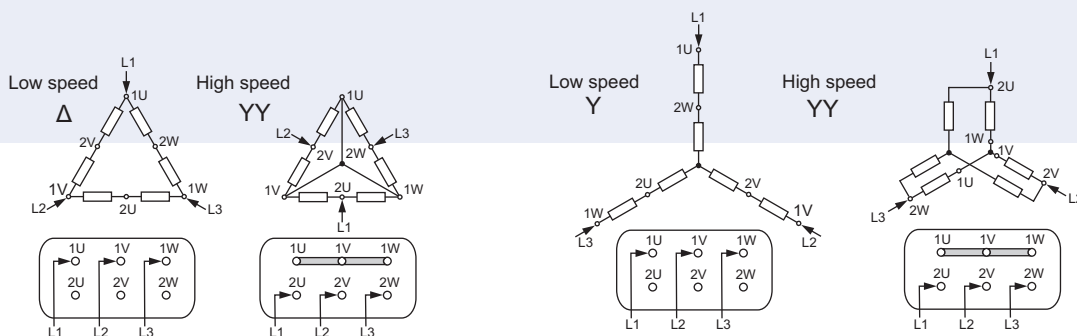 L1
Low speed
Δ
1U
2V
2W
1V
1W
L2
2U
L3
1U 1V 1W
2U 2V 2W
L1 L2 L3
High speed
YY
1U
L2
L3
2V
2W
1V
2U
1W
L1
1U 1V 1W
2U 2V 2W
L1 L2 L3
L1
Low speed
Y
1U
2W
2U
2V
1W
1V
L3
L2
1U 1V 1W
2U 2V 2W
L1 L2 L3
L1
High speed
YY
2U
1W
1V
2V
1U
L3
2W
1U 1V 1W
2U 2V 2W
L1 L2 L3